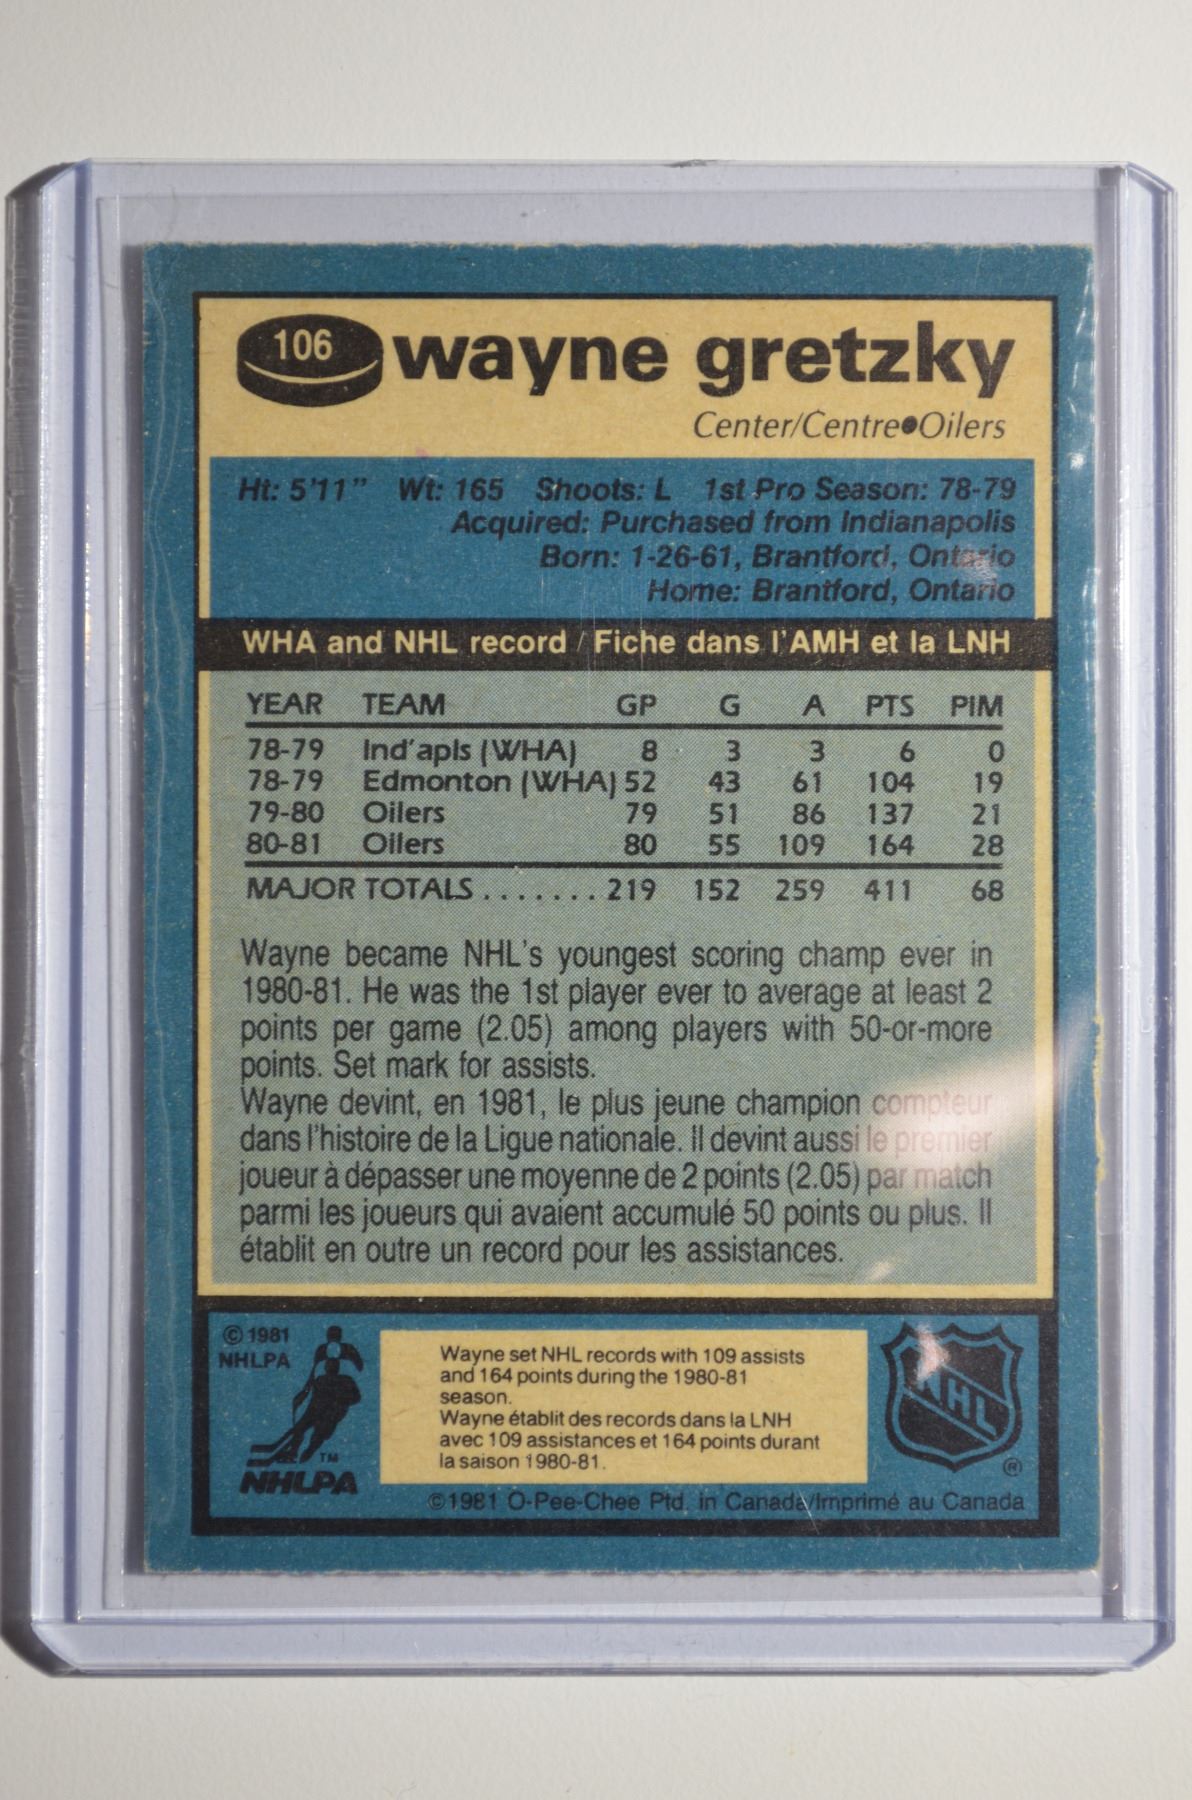 106 wayne gretzky
Center/Centre●Oilers
Ht: 5'11" Wt: 165 Shoots: L 1st Pro Season: 78-79
Acquired: Purchased from Indianapolis
Born: 1-26-61, Brantford, Ontario
Home: Brantford, Ontario
WHA and NHL record / Fiche dans l'AMH et la LNH
YEAR TEAM GP G A PTS PIM
78-79 Ind'apls (WHA) 8 3 3 6 0
78-79 Edmonton (WHA) 52 43 61 104 19
79-80 Oilers 79 51 86 137 21
80-81 Oilers 80 55 109 164 28
MAJOR TOTALS.......219 152 259 411 68
Wayne became NHL's youngest scoring champ ever in
1980-81. He was the 1st player ever to average at least 2
points per game (2.05) among players with 50-or-more
points. Set mark for assists.
Wayne devint, en 1981, le plus jeune champion compteur
dans l'histoire de la Ligue nationale. Il devint aussi le premier
joueur à dépasser une moyenne de 2 points (2.05) par match
parmi les joueurs qui avaient accumulé 50 points ou plus. Il
établit en outre un record pour les assistances.
© 1981
NHLPA
TM
NHLPA
Wayne set NHL records with 109 assists
and 164 points during the 1980-81
season.
Wayne établit des records dans la LNH
avec 109 assistances et 164 points durant
la saison 1980-81.
NHL
®
©1981 O-Pee-Chee Ptd. in Canada/Imprimé au Canada